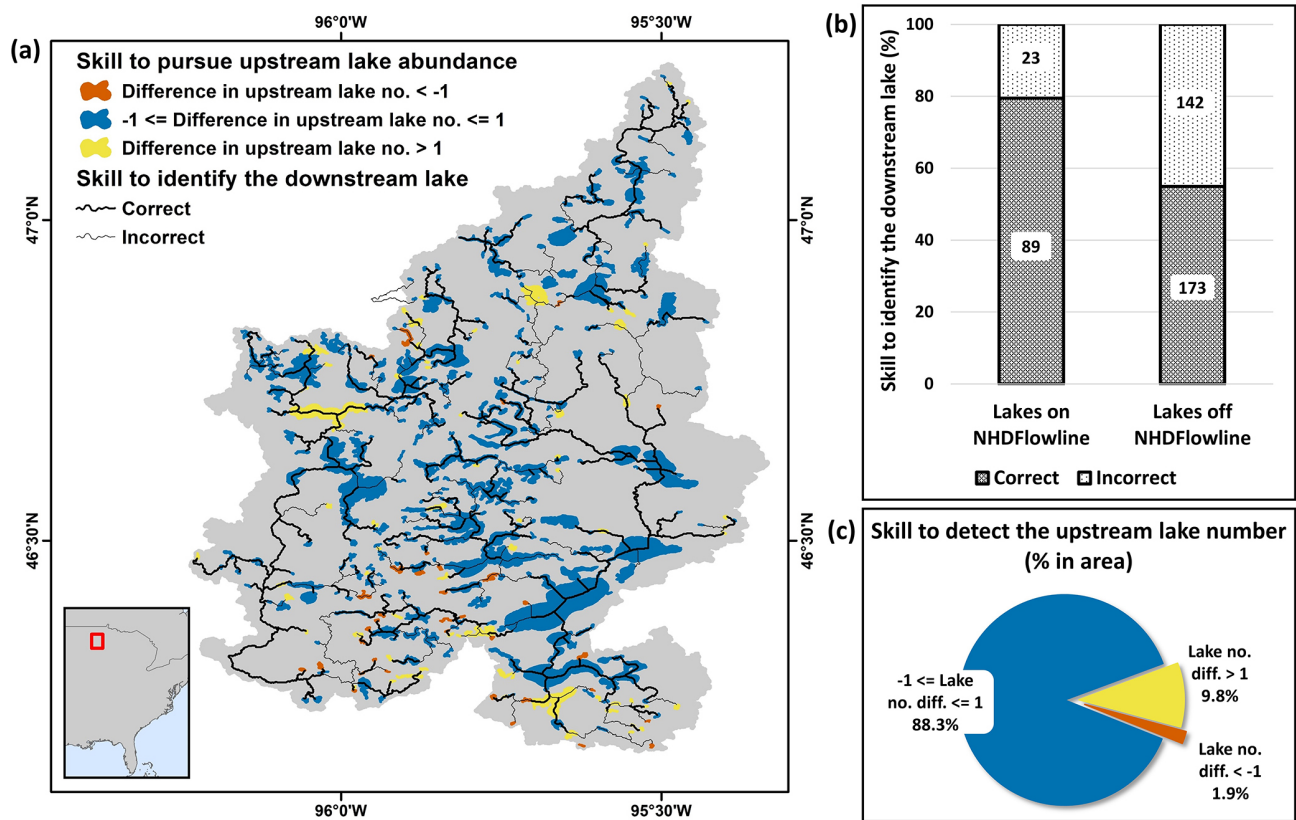 (a)
96°0'W
95°30'W
47°0'N
46°30'N
Skill to pursue upstream lake abundance
Difference in upstream lake no. < -1
-1 <= Difference in upstream lake no. <= 1
Difference in upstream lake no. > 1
Skill to identify the downstream lake
Correct
Incorrect
47°0'N
46°30'N
96°0'W
95°30'W
(b)
Skill to identify the downstream lake (%)
100
80
60
40
20
0
23
89
142
173
Lakes on
NHDFlowline
Lakes off
NHDFlowline
Correct
Incorrect
(c)
Skill to detect the upstream lake number
(% in area)
-1 <= Lake
no. diff. <= 1
88.3%
Lake no.
diff. > 1
9.8%
Lake no.
diff. < -1
1.9%